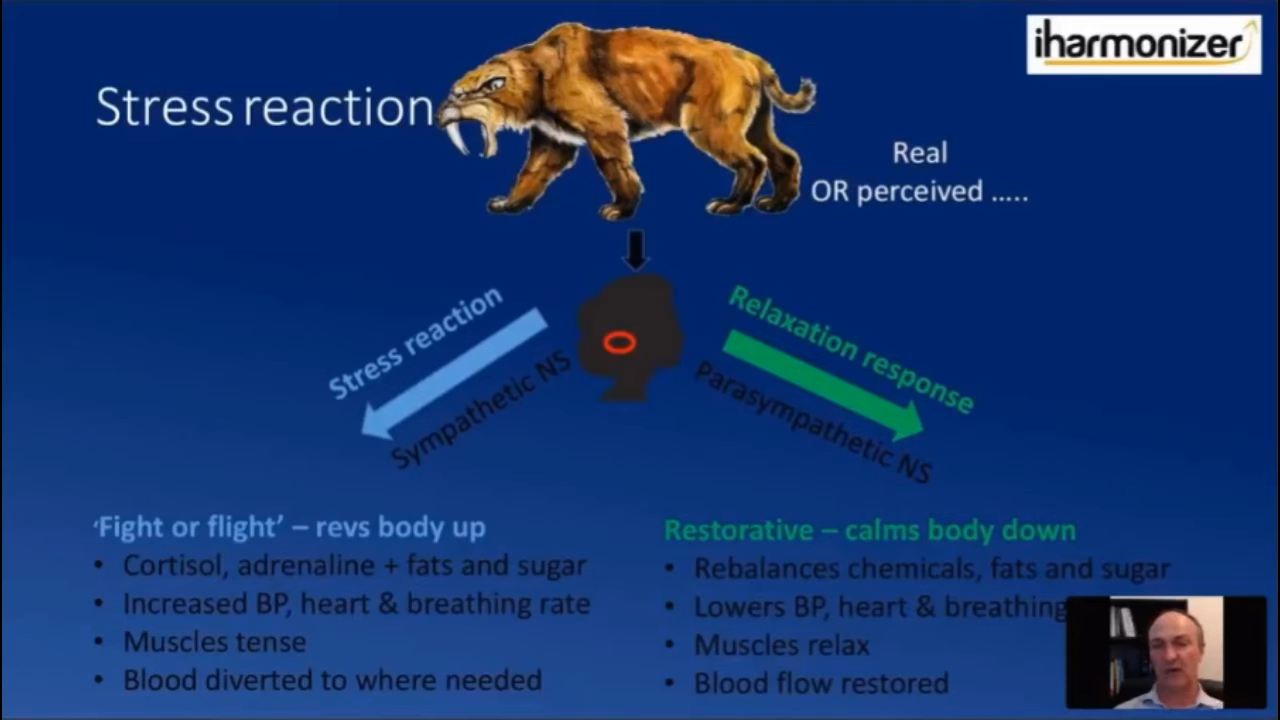 iharmonizer
Stress reaction
Real
OR perceived .....
Stress reaction
Sympathetic NS
Relaxation response
Parasympathetic NS
‘Fight or flight’ – revs body up
• Cortisol, adrenaline + fats and sugar
• Increased BP, heart & breathing rate
• Muscles tense
• Blood diverted to where needed
Restorative – calms body down
• Rebalances chemicals, fats and sugar
• Lowers BP, heart & breathing
• Muscles relax
• Blood flow restored